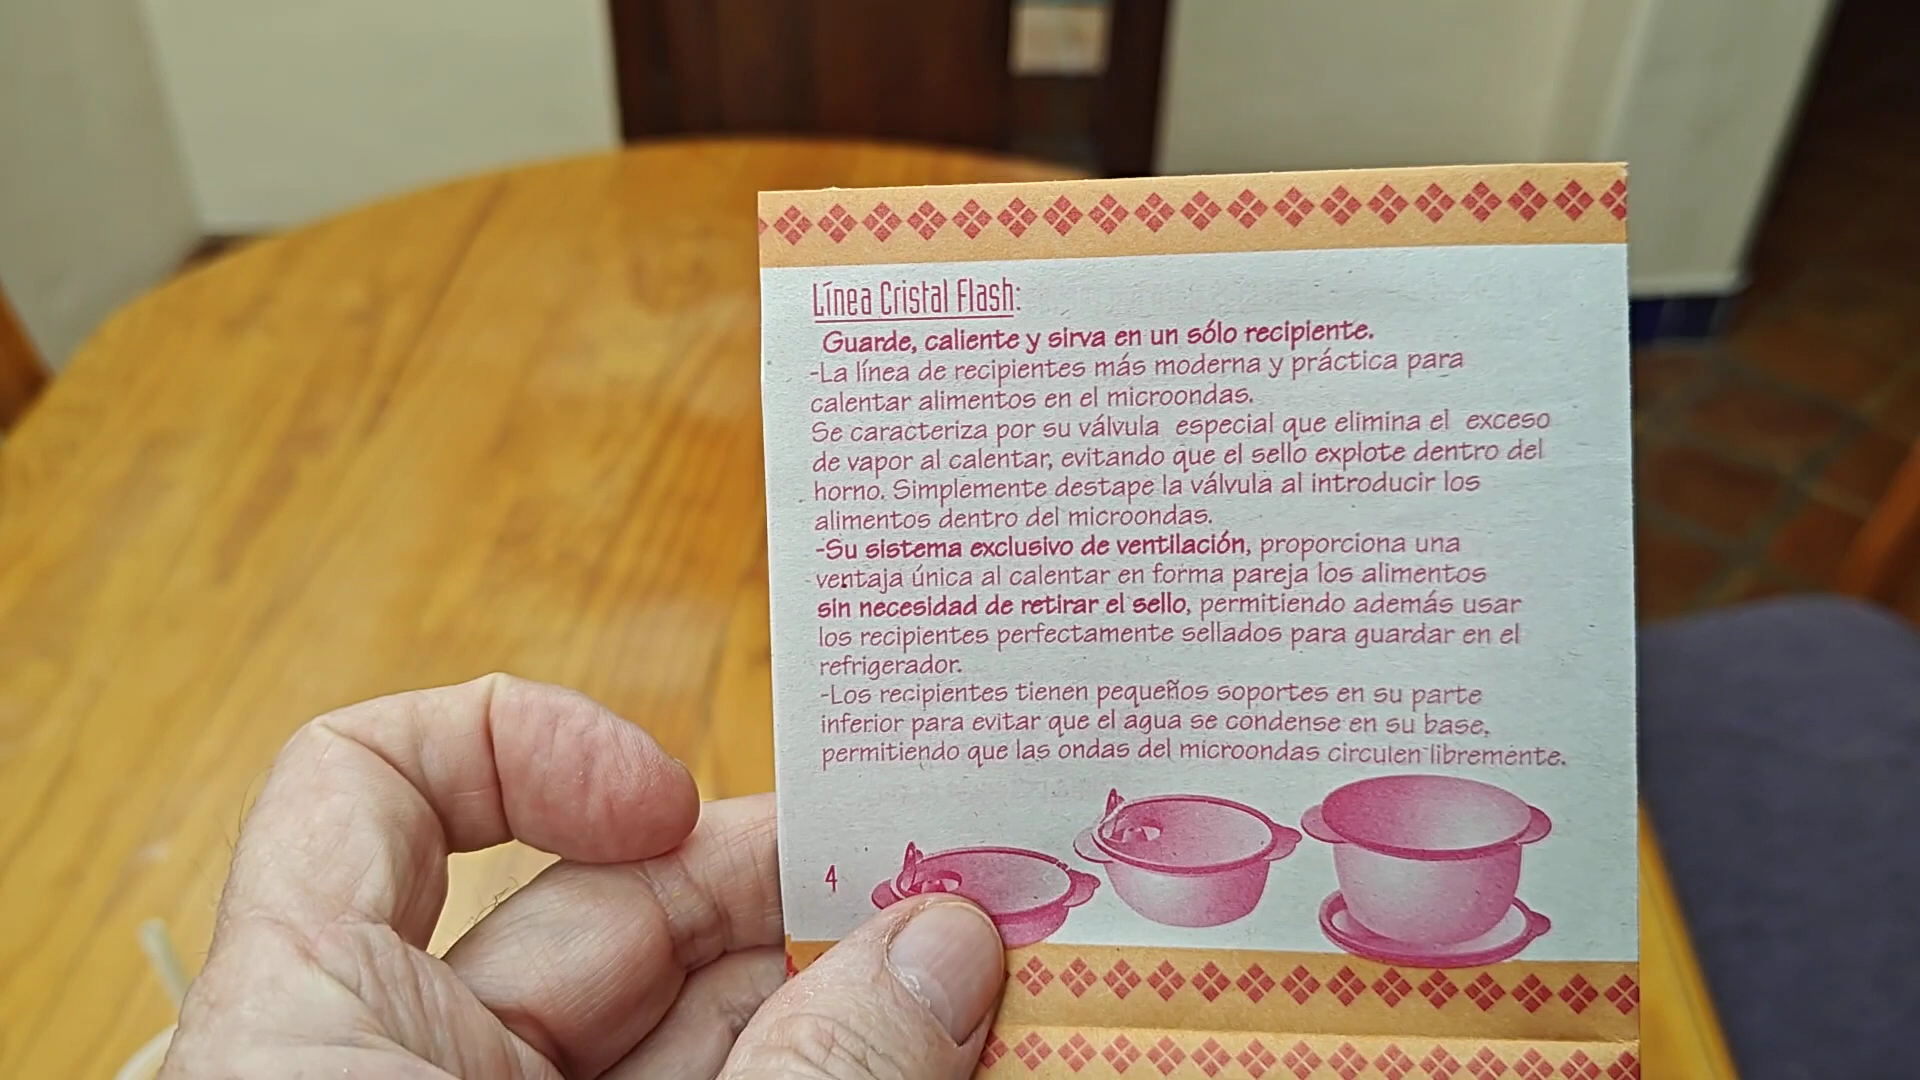 Línea Cristal Flash:
Guarde, caliente y sirva en un sólo recipiente.
-La línea de recipientes más moderna y práctica para
calentar alimentos en el microondas.
Se caracteriza por su válvula especial que elimina el exceso
de vapor al calentar, evitando que el sello explote dentro del
horno. Simplemente destape la válvula al introducir los
alimentos dentro del microondas.
-Su sistema exclusivo de ventilación, proporciona una
ventaja única al calentar en forma pareja los alimentos
sin necesidad de retirar el sello, permitiendo además usar
los recipientes perfectamente sellados para guardar en el
refrigerador.
-Los recipientes tienen pequeños soportes en su parte
inferior para evitar que el agua se condense en su base,
permitiendo que las ondas del microondas circulen libremente.
4